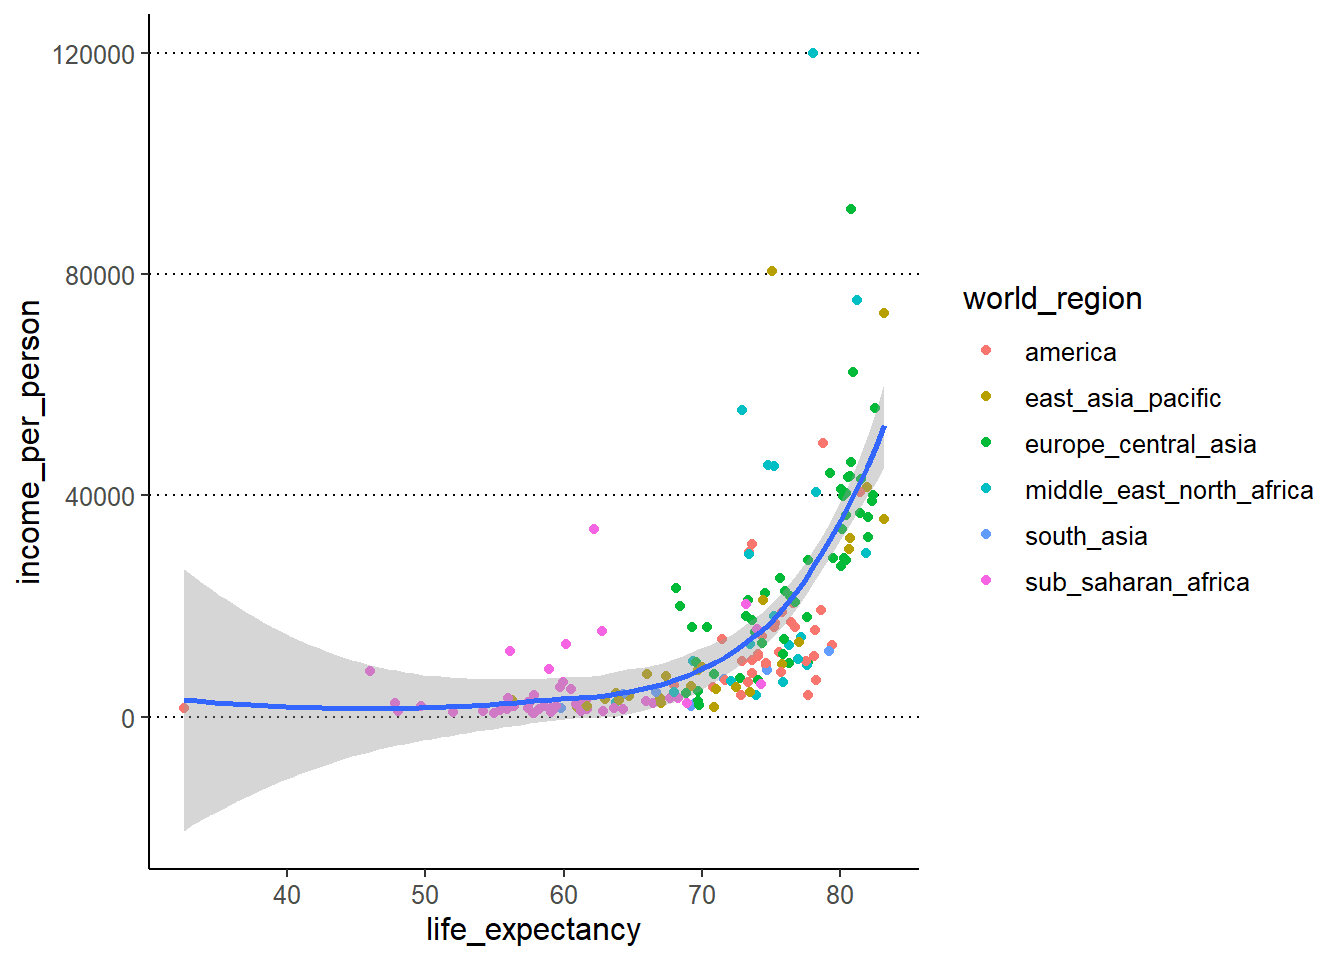 120000
80000
40000
0
income_per_person
40 50 60 70 80
life_expectancy
world_region
america
east_asia_pacific
europe_central_asia
middle_east_north_africa
south_asia
sub_saharan_africa